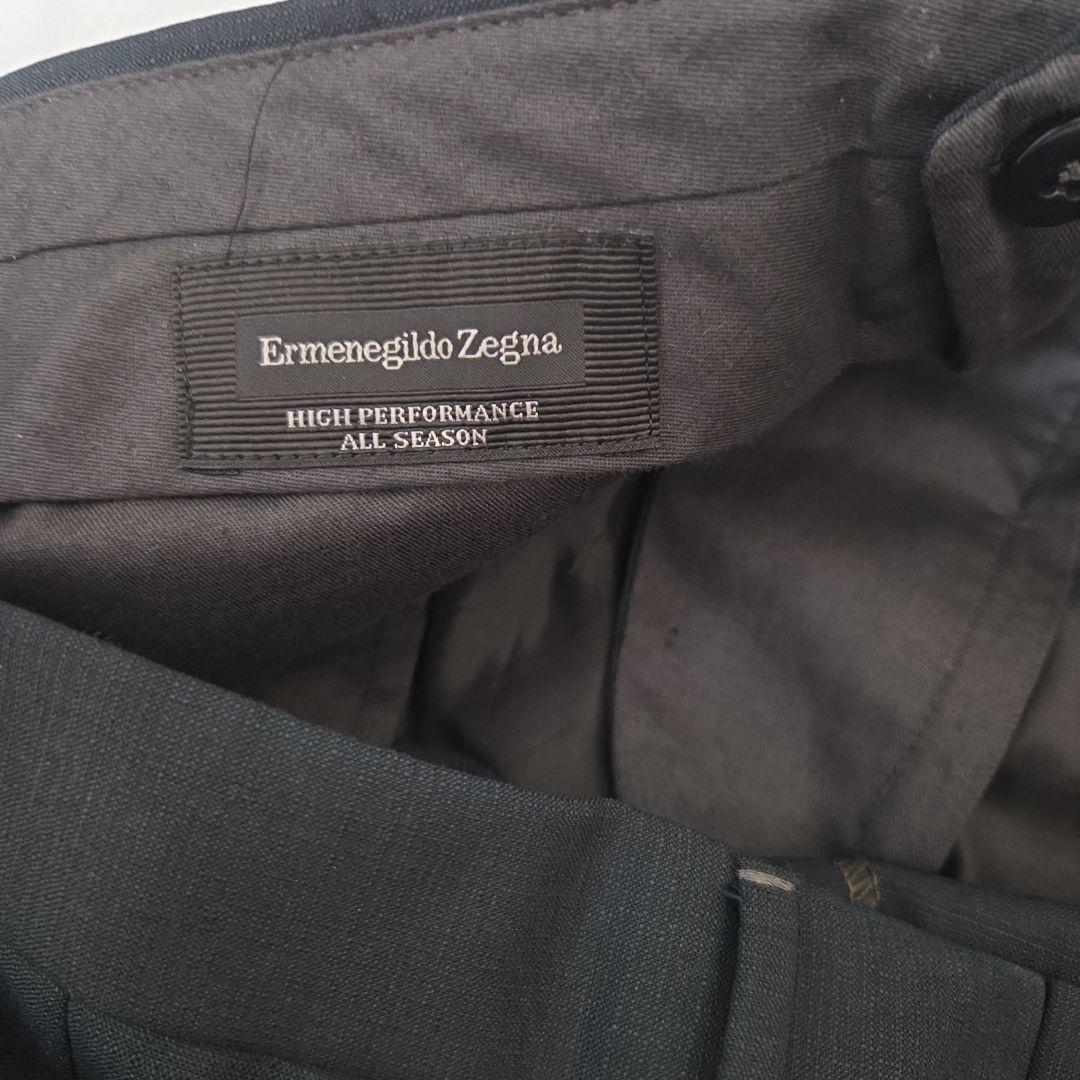 Ermenegildo Zegna
HIGH PERFORMANCE
ALL SEASON